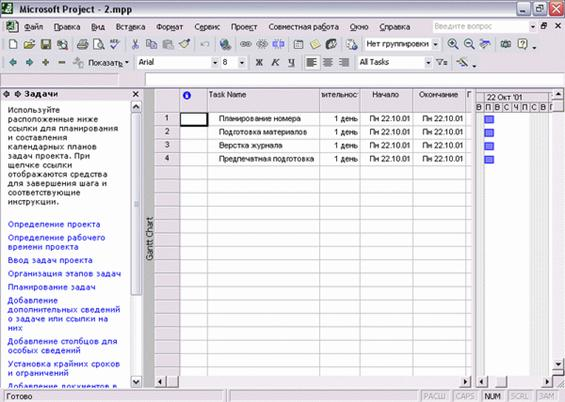 Microsoft Project - 2.mpp
Файл Правка Вид Вставка Формат Сервис Проект Совместная работа Окно Справка Введите вопрос
Нет группировки
Показать Arial 8 Ж К Ч All Tasks
Задачи
Используйте
расположенные ниже
ссылки для планирования
и составления
календарных планов
задач проекта. При
щелчке ссылки
отображаются средства
для завершения шага и
соответствующие
инструкции.
Определение проекта
Определение рабочего
времени проекта
Ввод задач проекта
Организация этапов задач
Планирование задач
Добавление
дополнительных сведений
о задаче или ссылки на
них
Добавление столбцов для
особых сведений
Установка крайних сроков
и ограничений
Добавление документов в
Gantt Chart
Task Name ительнос Начало Окончание П
22 Окт '01
В П В С Ч П С В П
1 Планирование номера 1 день Пн 22.10.01 Пн 22.10.01
2 Подготовка материалов 1 день Пн 22.10.01 Пн 22.10.01
3 Верстка журнала 1 день Пн 22.10.01 Пн 22.10.01
4 Предпечатная подготовка 1 день Пн 22.10.01 Пн 22.10.01
Готово РАСШ CAPS NUM SCRL ЗАМ